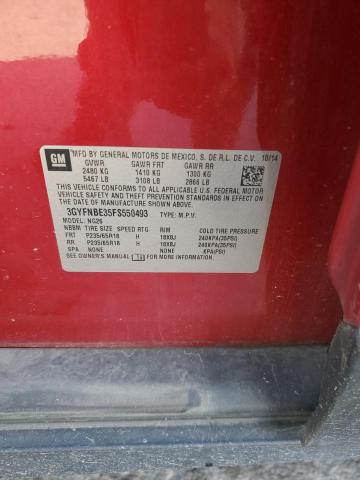 GM
MFD BY GENERAL MOTORS DE MEXICO, S. DE R.L. DE C.V. 10/14
GVWR GAWR FRT GAWR RR
2480 KG 1410 KG 1300 KG
5467 LB 3108 LB 2866 LB
THIS VEHICLE CONFORMS TO ALL APPLICABLE U.S. FEDERAL MOTOR
VEHICLE SAFETY AND THEFT PREVENTION STANDARDS IN EFFECT
ON THE DATE OF MANUFACTURE SHOWN ABOVE.
3GYFNBE35FS550493 TYPE: M.P.V.
MODEL: NG26
NBBM TIRE SIZE SPEED RTG RIM COLD TIRE PRESSURE
FRT P235/65R18 H 18X8J 240KPA(35PSI)
RR P235/65R18 H 18X8J 240KPA(35PSI)
SPA NONE NONE KPA(PSI)
SEE OWNER'S MANUAL FOR MORE INFORMATION.